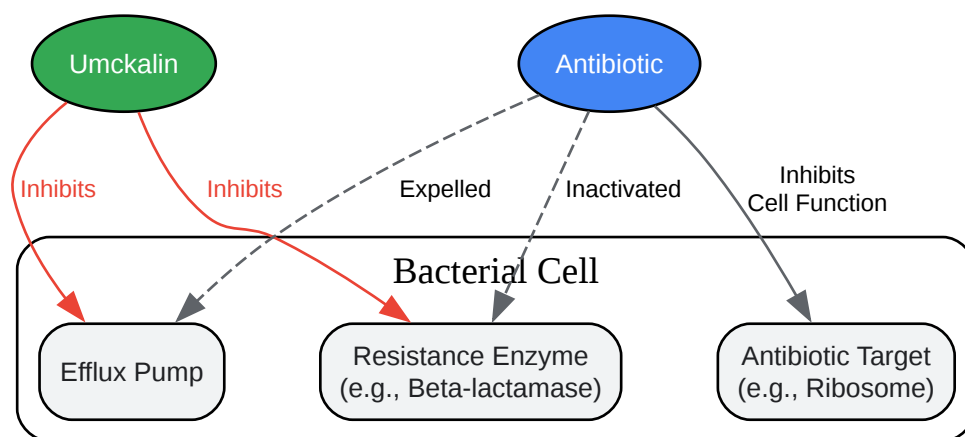 Umckalin
Antibiotic
Inhibits
Inhibits
Expelled
Inactivated
Inhibits
Cell Function
Bacterial Cell
Efflux Pump
Resistance Enzyme
(e.g., Beta-lactamase)
Antibiotic Target
(e.g., Ribosome)